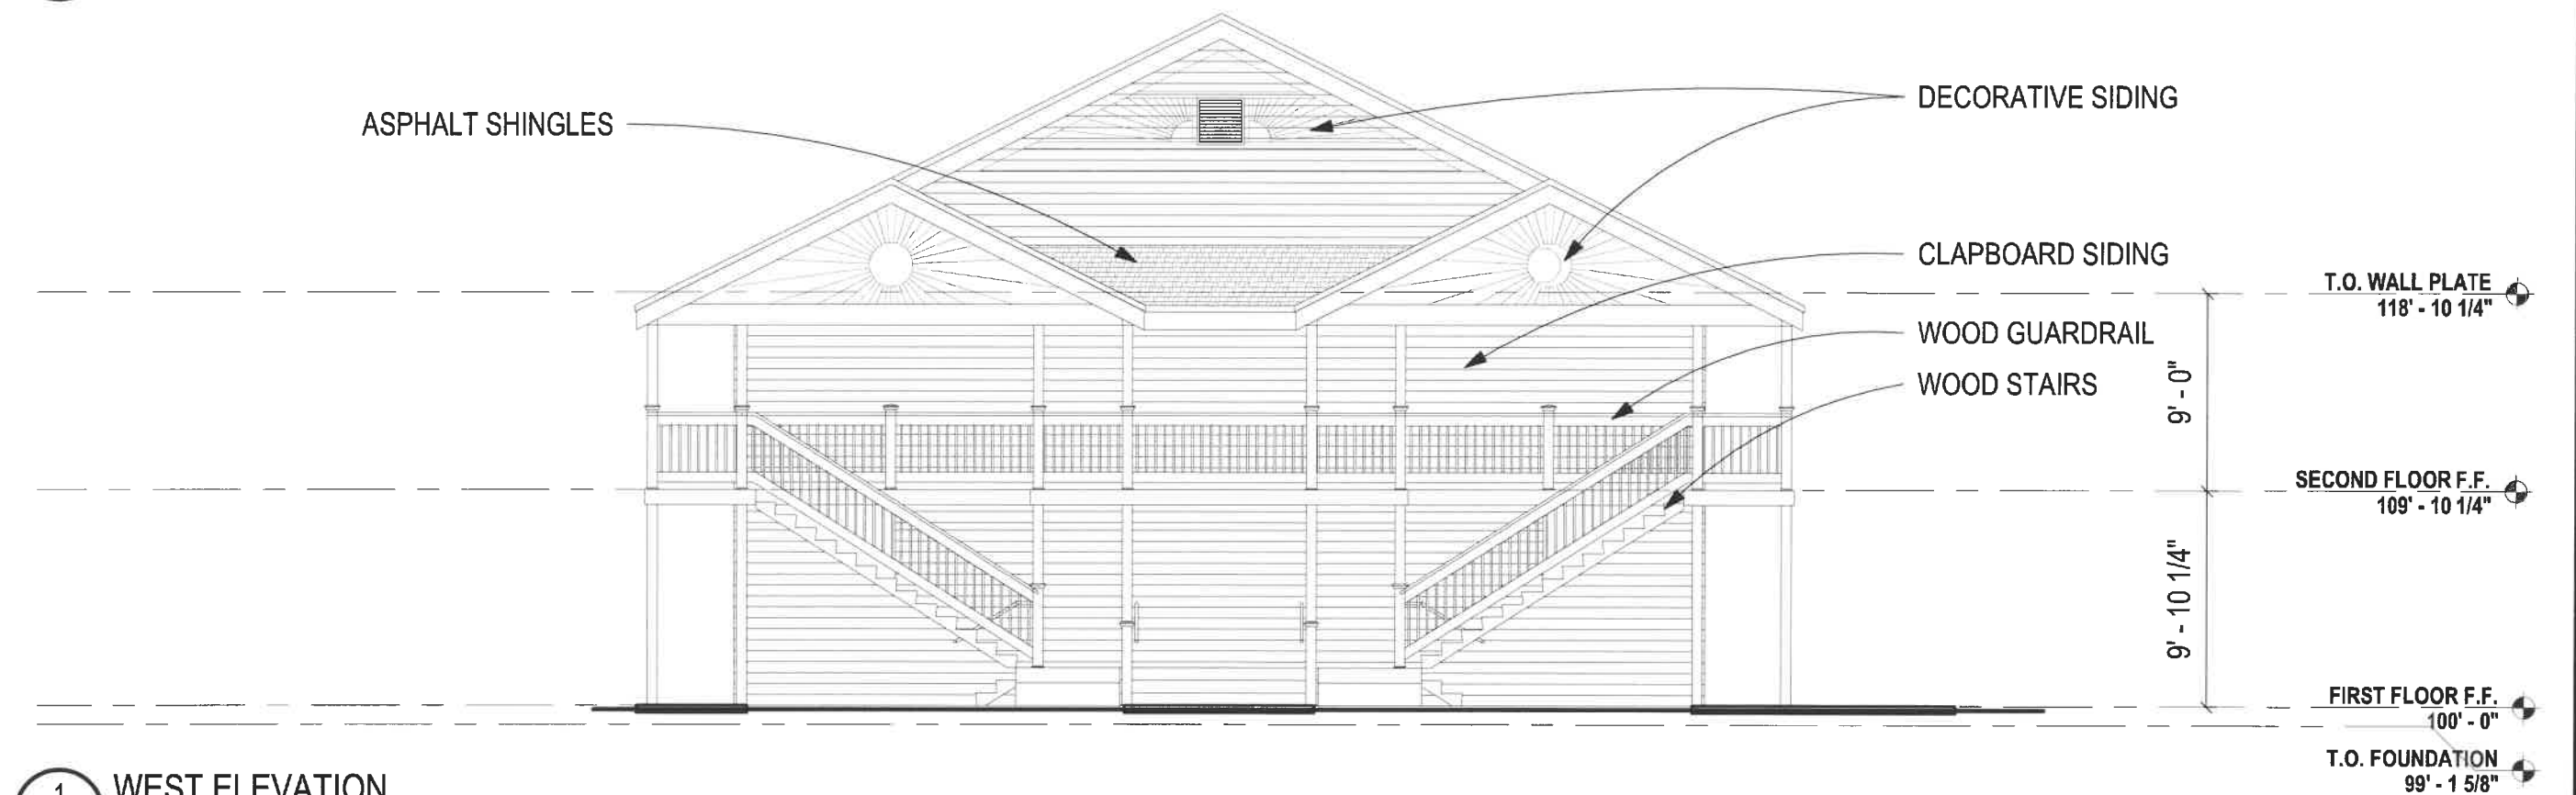 ASPHALT SHINGLES
DECORATIVE SIDING
CLAPBOARD SIDING
WOOD GUARDRAIL
WOOD STAIRS
T.O. WALL PLATE
118' - 10 1/4"
9' - 0"
SECOND FLOOR F.F.
109' - 10 1/4"
9' - 10 1/4"
FIRST FLOOR F.F.
100' - 0"
T.O. FOUNDATION
99' - 1 5/8"
1
WEST ELEVATION